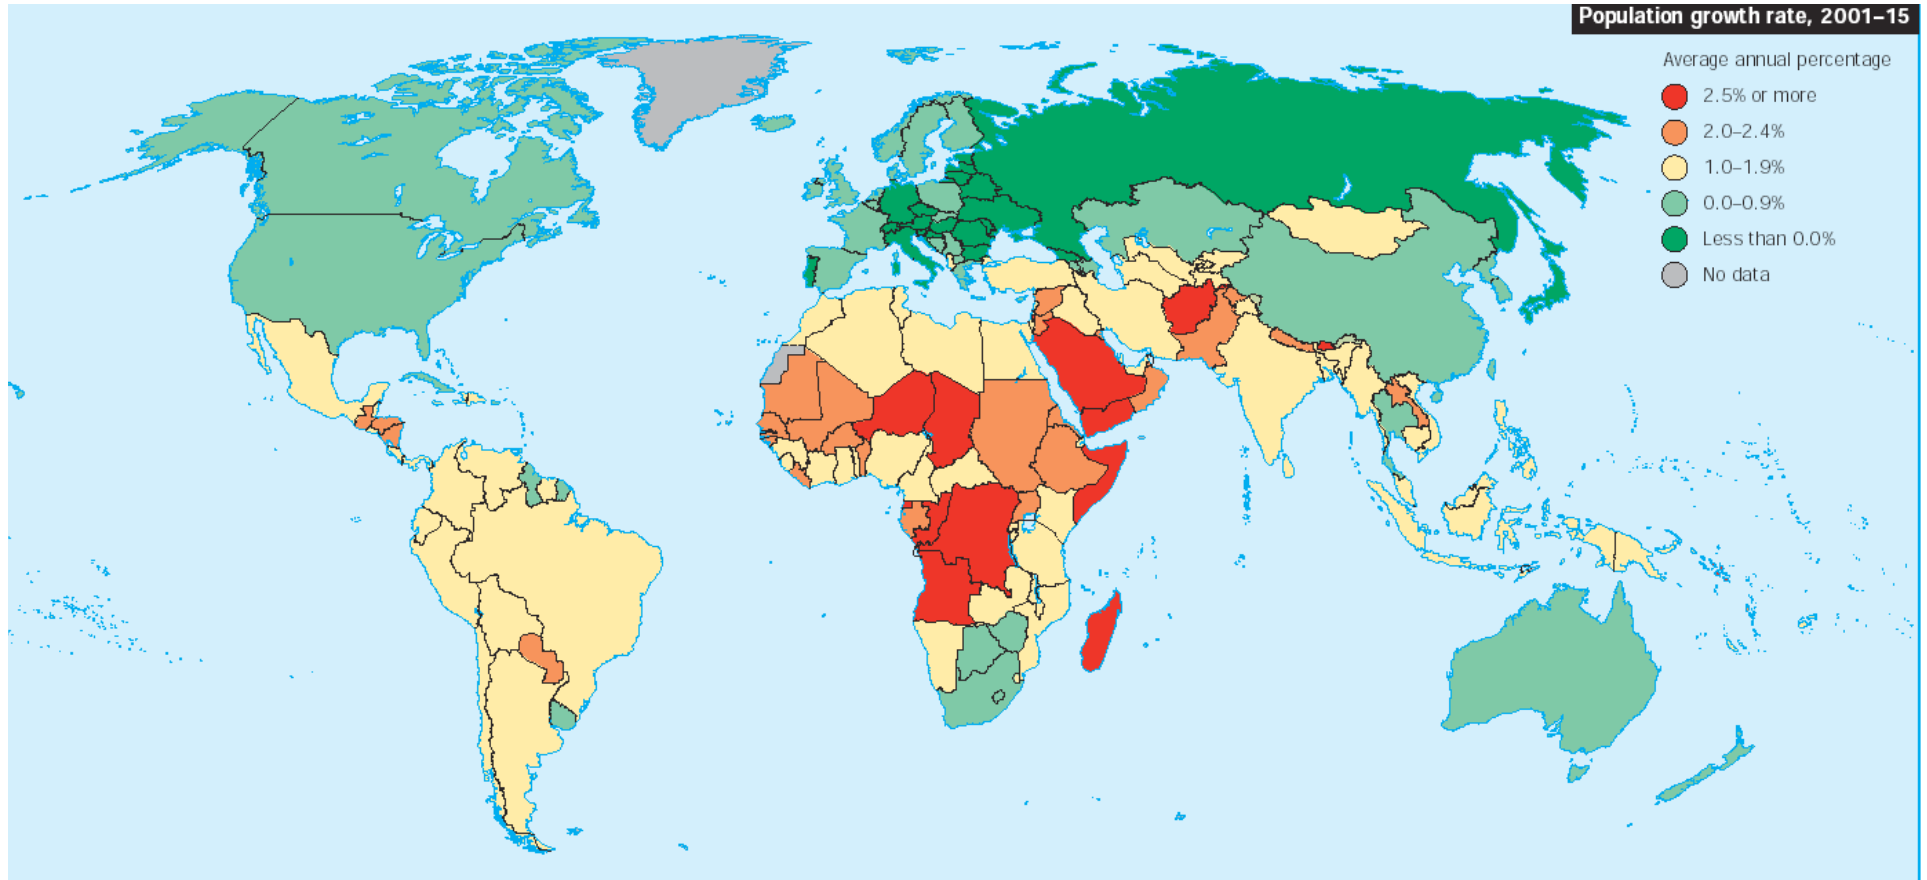 Population growth rate, 2001–15
Average annual percentage
2.5% or more
2.0–2.4%
1.0–1.9%
0.0–0.9%
Less than 0.0%
No data